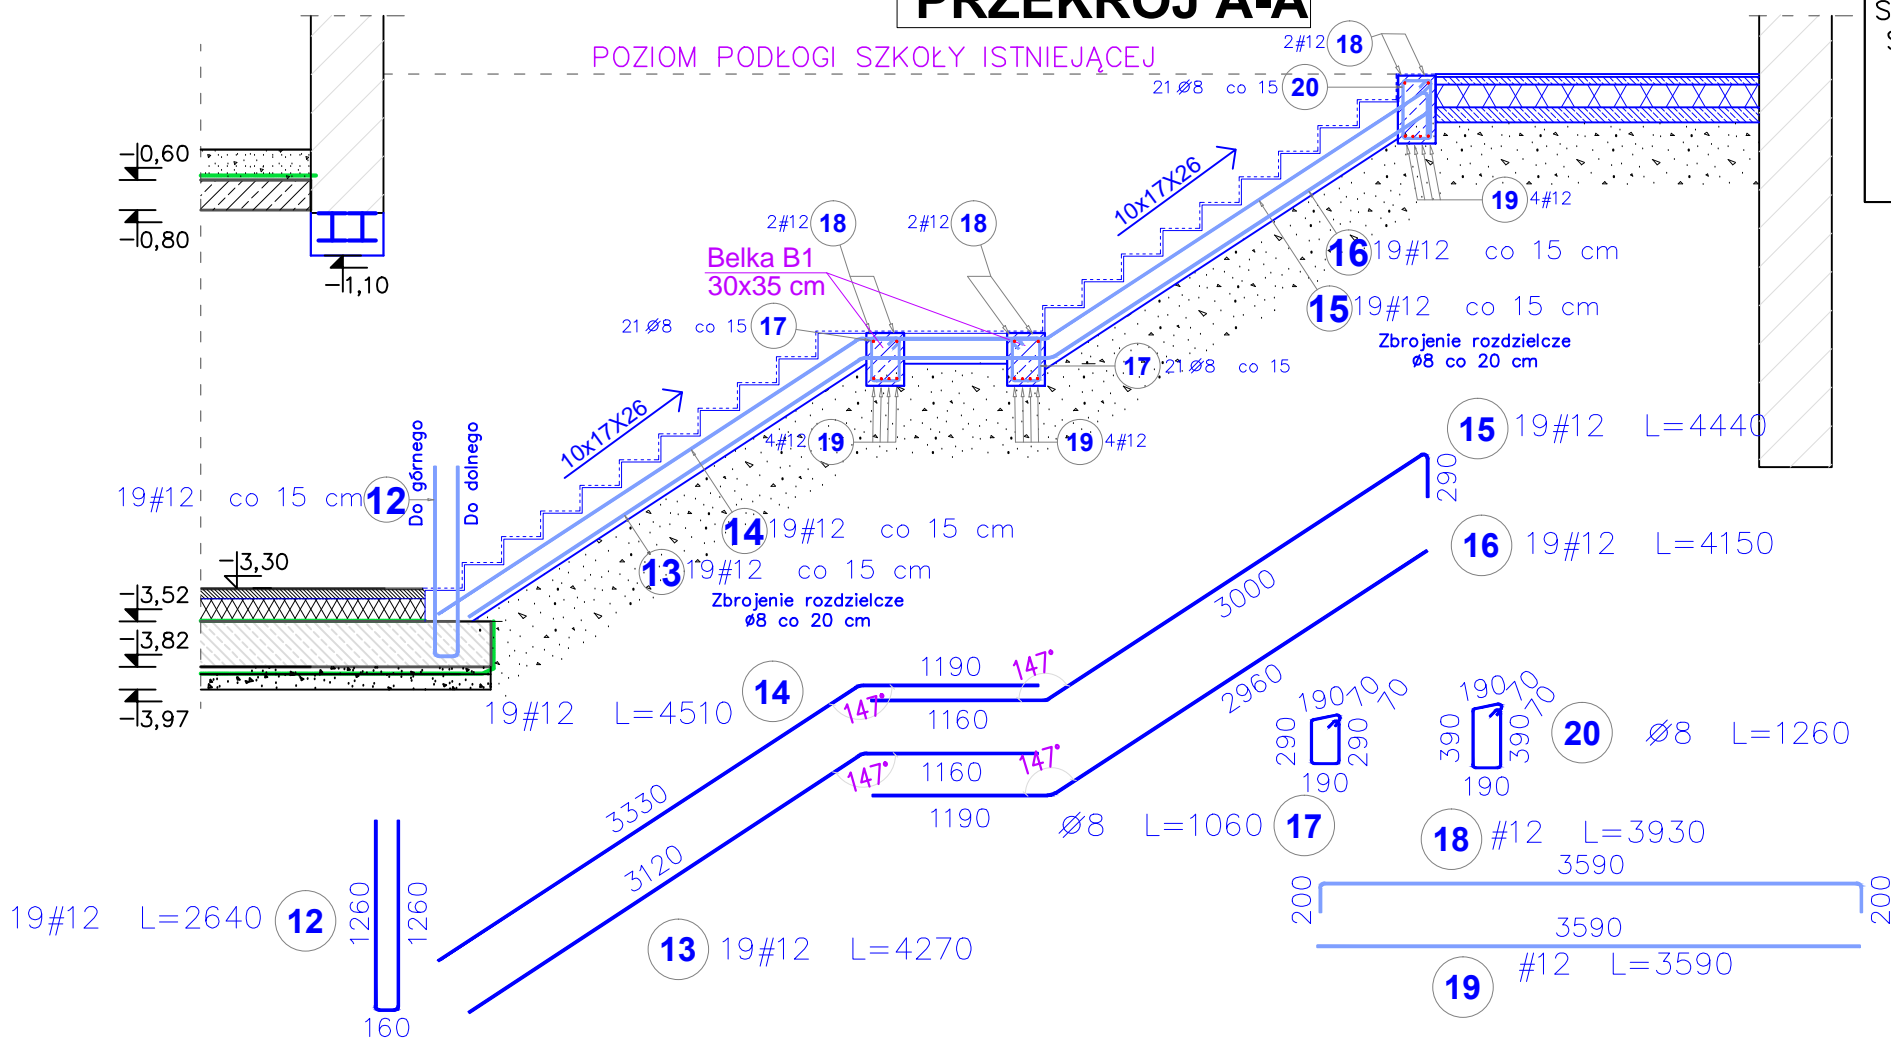 PRZEKRÓJ A-A
POZIOM PODŁOGI SZKOŁY ISTNIEJĄCEJ
2#12 18
21 Ø8 co 15 20
-0,60
-0,80
-1,10
10x17X26
19 4#12
2#12 18
2#12 18
16 19#12 co 15 cm
Belka B1
30x35 cm
15 19#12 co 15 cm
21 Ø8 co 15 17
Zbrojenie rozdzielcze
ø8 co 20 cm
17 21 Ø8 co 15
10x17X26
4#12 19
19 4#12
15 19#12 L=4440
290
Do górnego
Do dolnego
19#12 co 15 cm 12
14 19#12 co 15 cm
16 19#12 L=4150
-3,30
13 19#12 co 15 cm
Zbrojenie rozdzielcze
ø8 co 20 cm
-3,52
-3,82
-3,97
3000
1190
147°
14
19#12 L=4510
147°
1160
2960
190 70 70
290
290
190
190 70 70
390
390
190
20 Ø8 L=1260
147°
1160
147°
1190
3330
3120
Ø8 L=1060 17
18 #12 L=3930
3590
200
200
19#12 L=2640 12
1260
1260
160
13 19#12 L=4270
3590
#12 L=3590
19